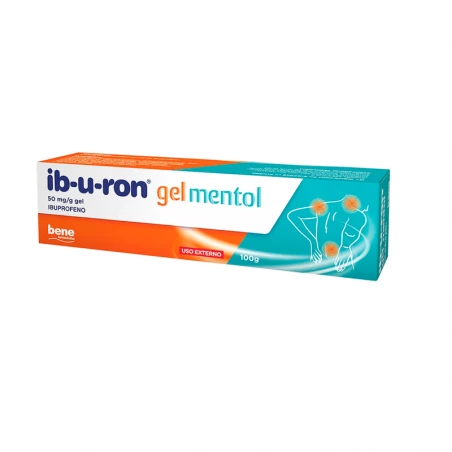 ib-u-ron® gel mentol
50 mg/g gel
IBUPROFENO
bene
USO EXTERNO
100g